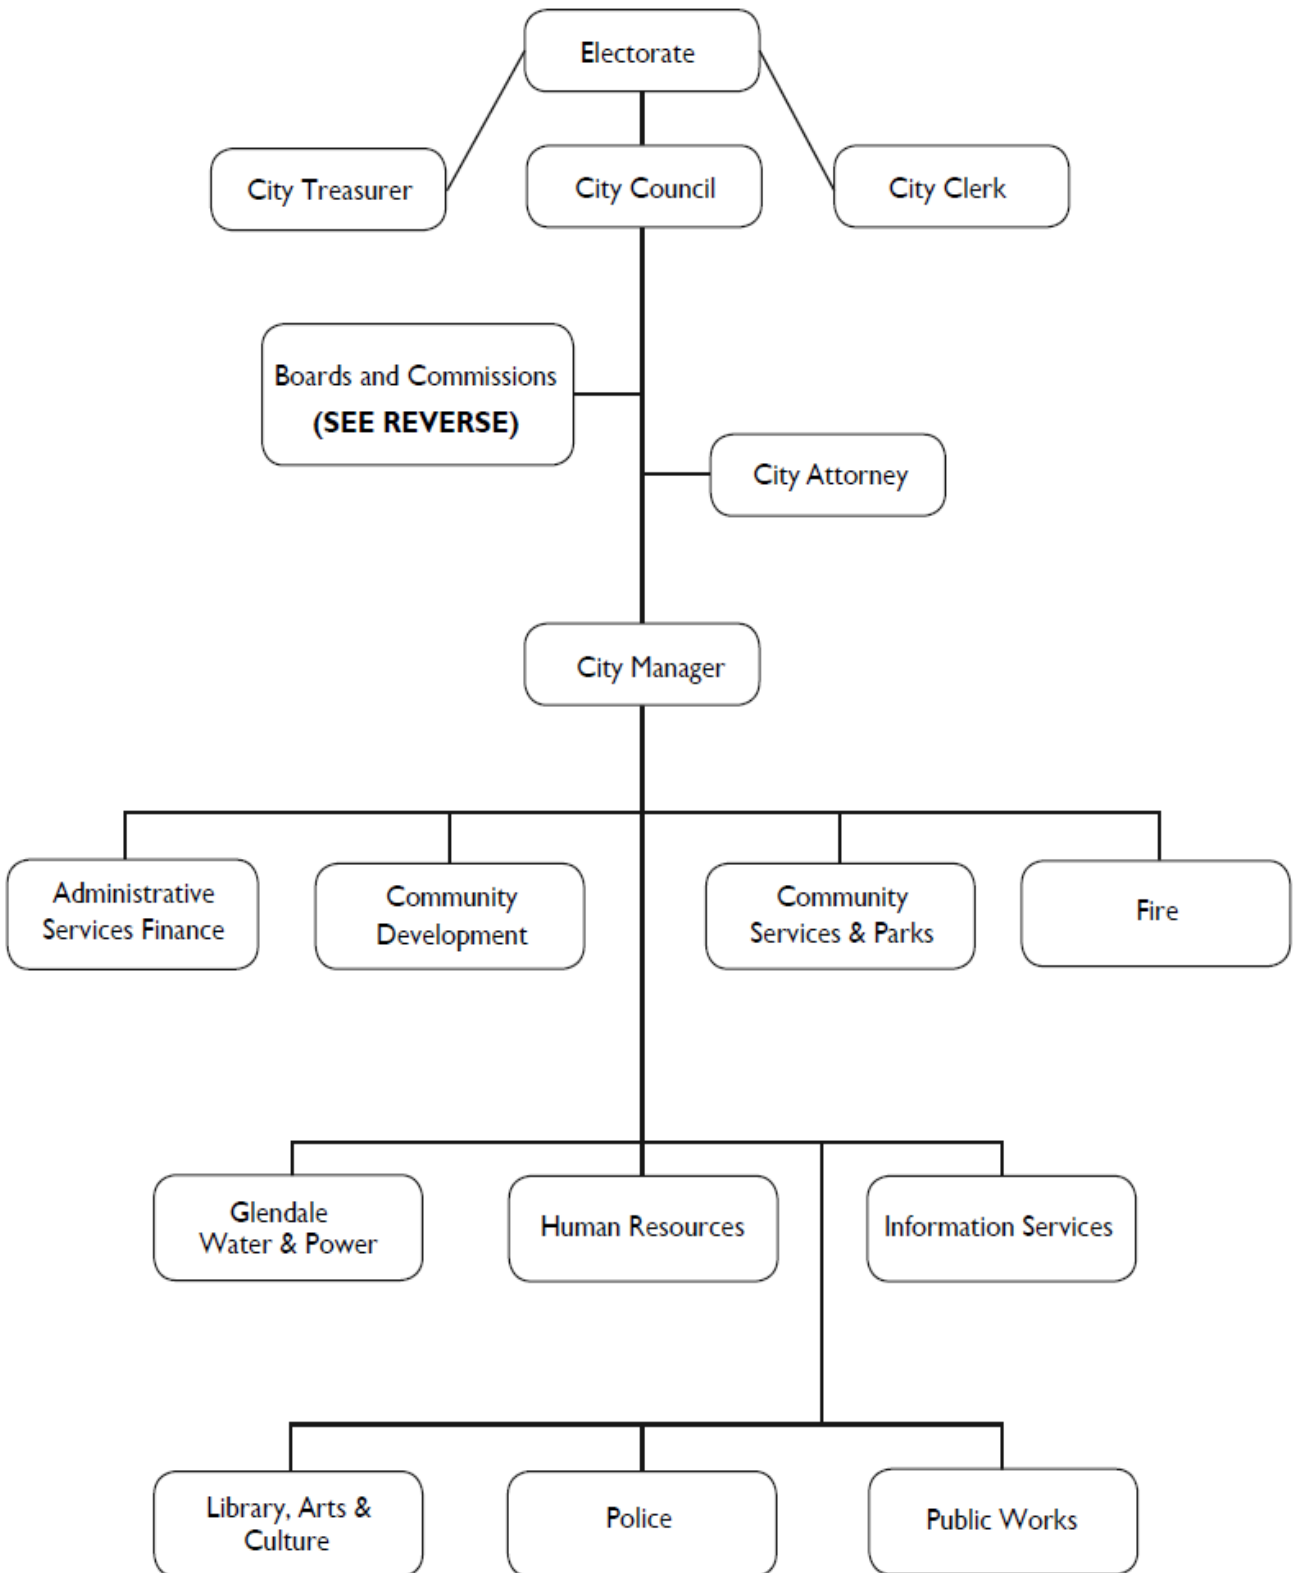 Electorate
City Treasurer
City Council
City Clerk
Boards and Commissions
(SEE REVERSE)
City Attorney
City Manager
Administrative
Services Finance
Community
Development
Community
Services & Parks
Fire
Glendale
Water & Power
Human Resources
Information Services
Library, Arts &
Culture
Police
Public Works